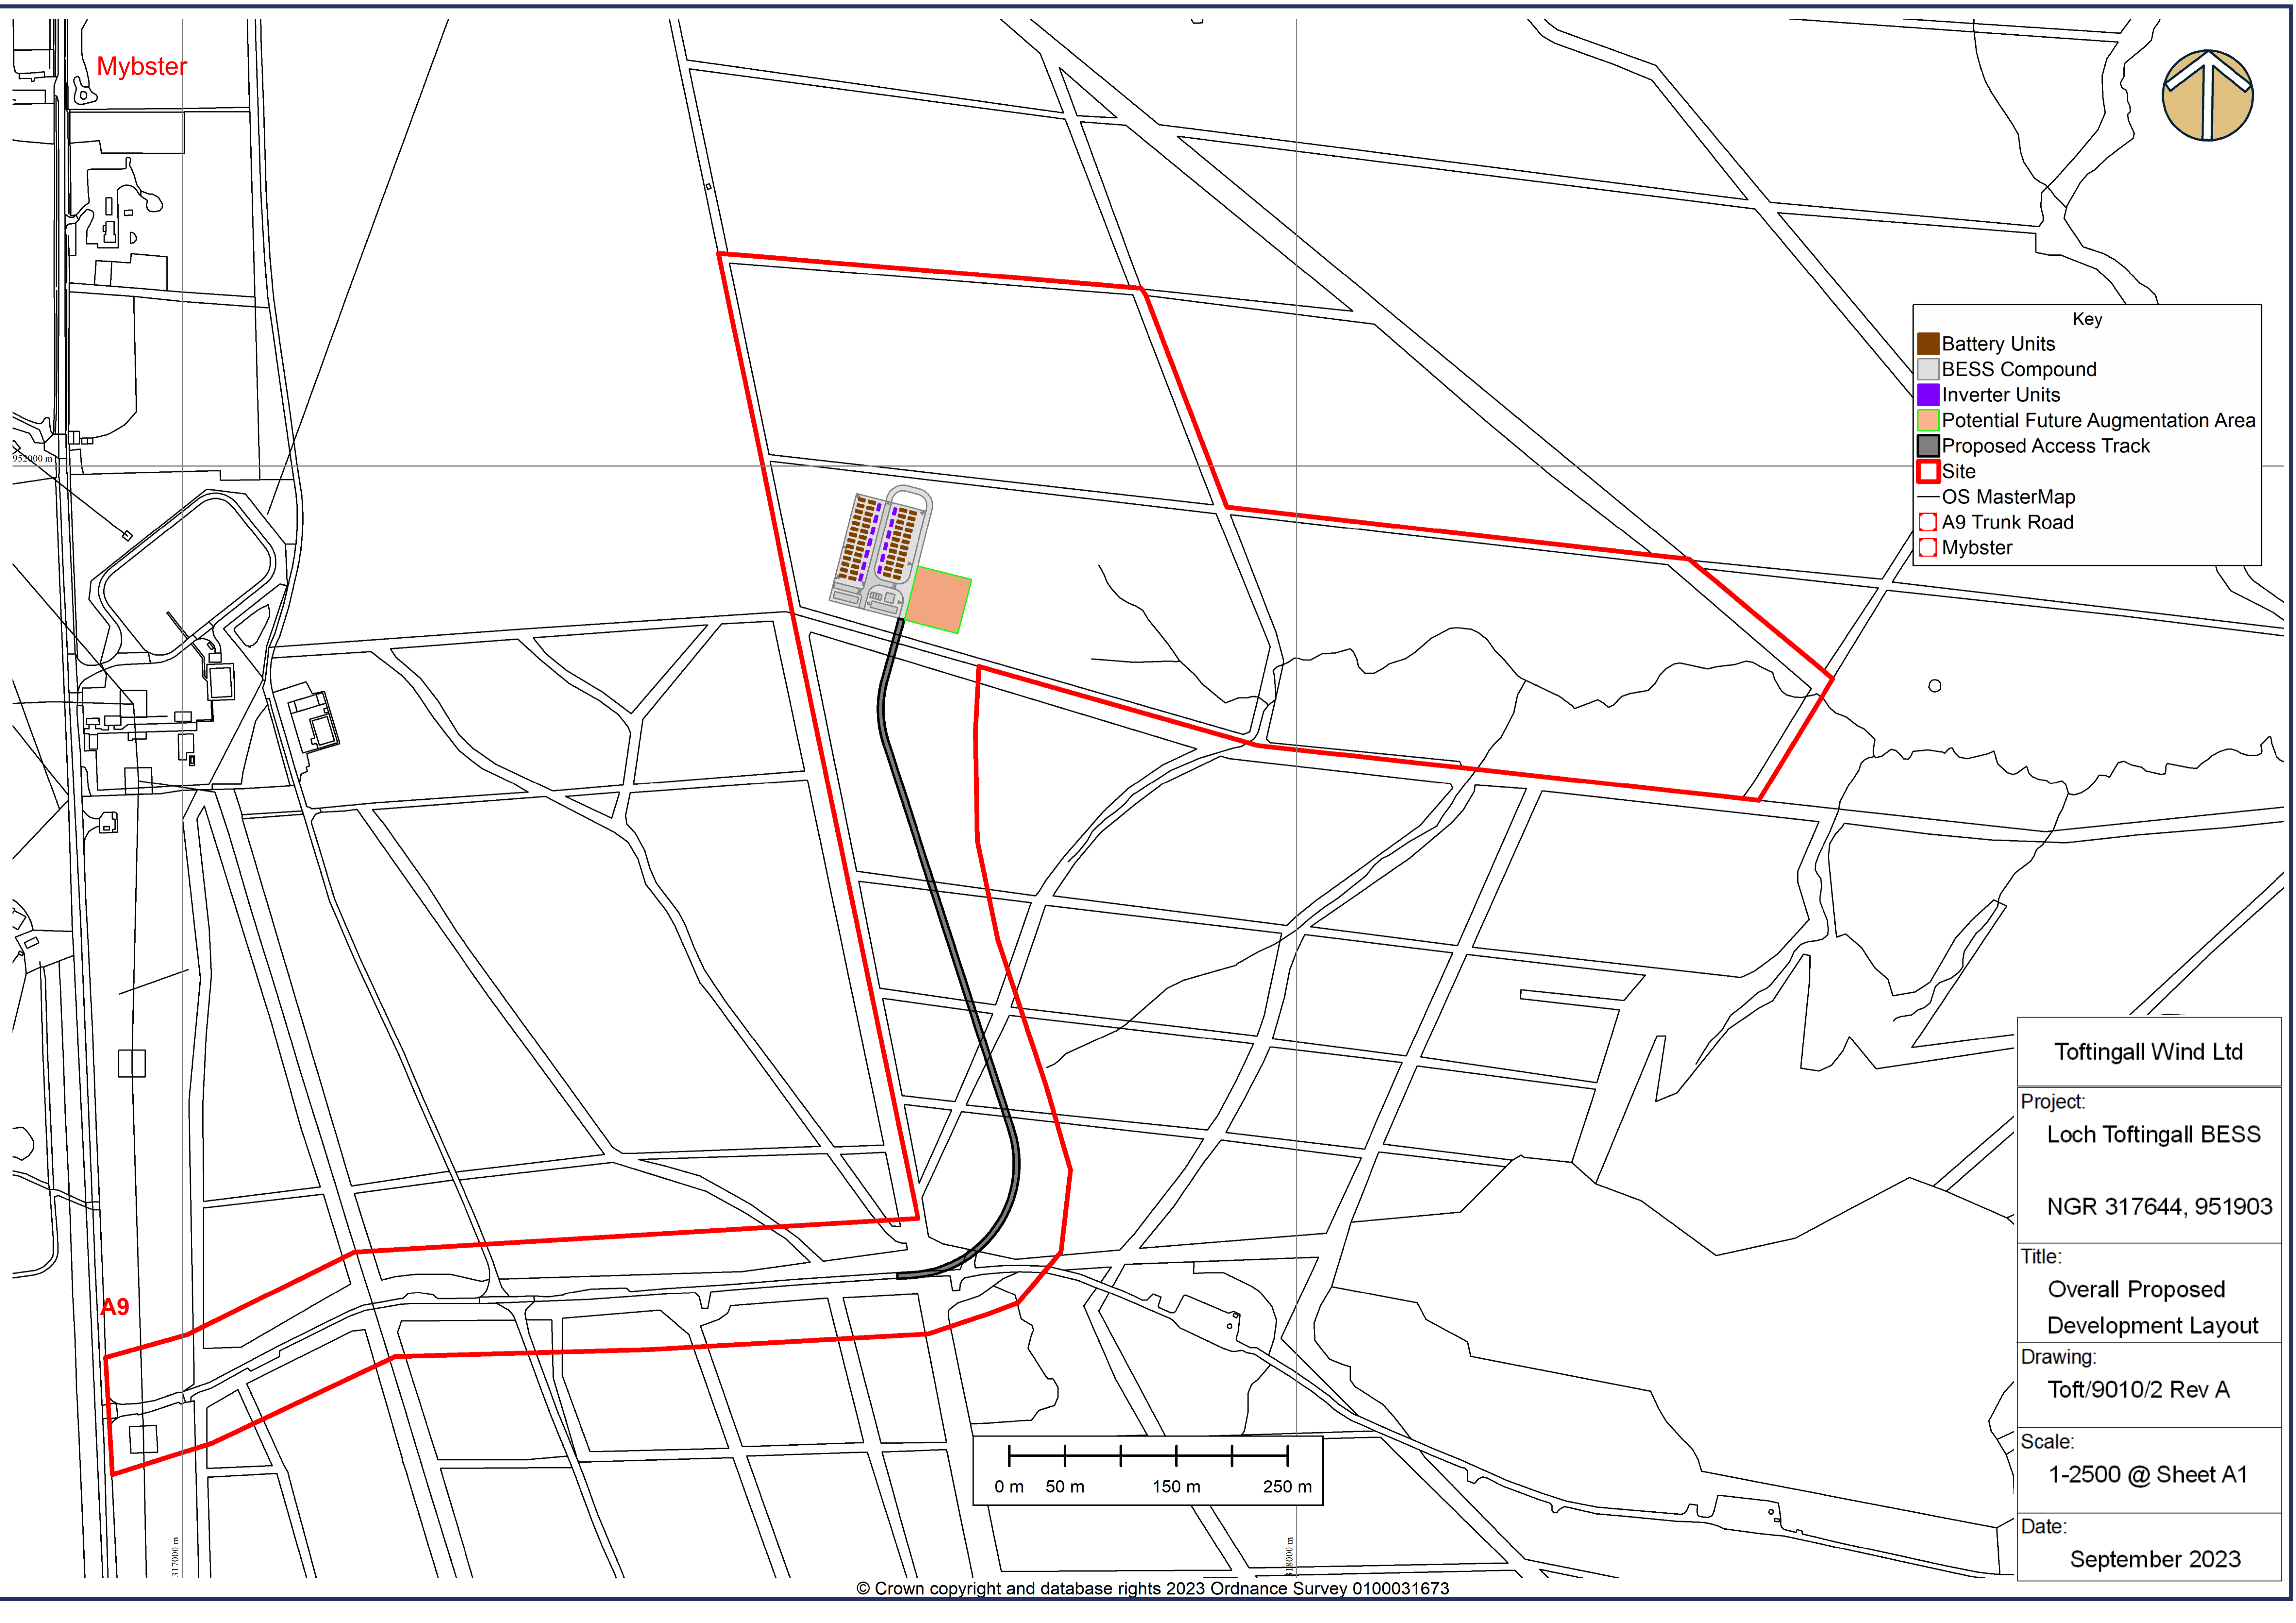 Mybster
Key
Battery Units
BESS Compound
Inverter Units
Potential Future Augmentation Area
Proposed Access Track
Site
OS MasterMap
A9 Trunk Road
Mybster
952000 m
A9
Toftingall Wind Ltd
Project:
Loch Toftingall BESS
NGR 317644, 951903
Title:
Overall Proposed
Development Layout
Drawing:
Toft/9010/2 Rev A
Scale:
1-2500 @ Sheet A1
Date:
September 2023
0 m 50 m 150 m 250 m
317000 m
318000 m
© Crown copyright and database rights 2023 Ordnance Survey 0100031673